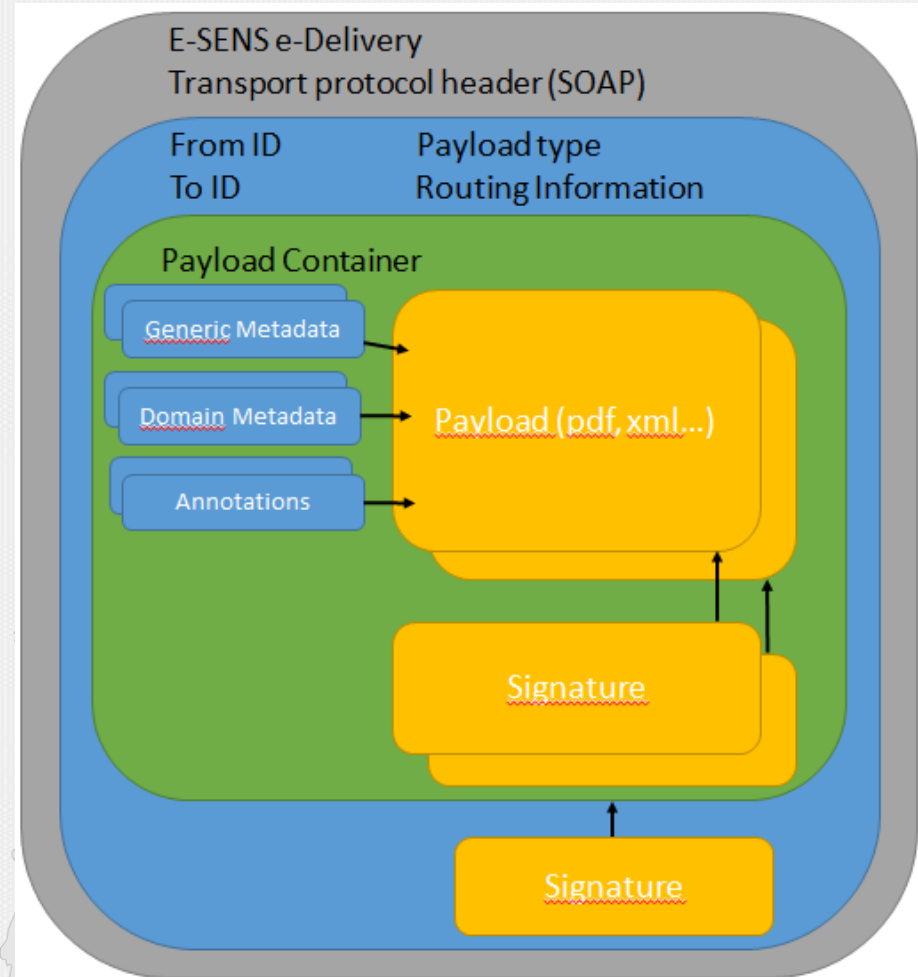 E-SENS e-Delivery
Transport protocol header (SOAP)
From ID Payload type
To ID Routing Information
Payload Container
Generic Metadata
Domain Metadata
Payload (pdf, xml...)
Annotations
Signature
Signature